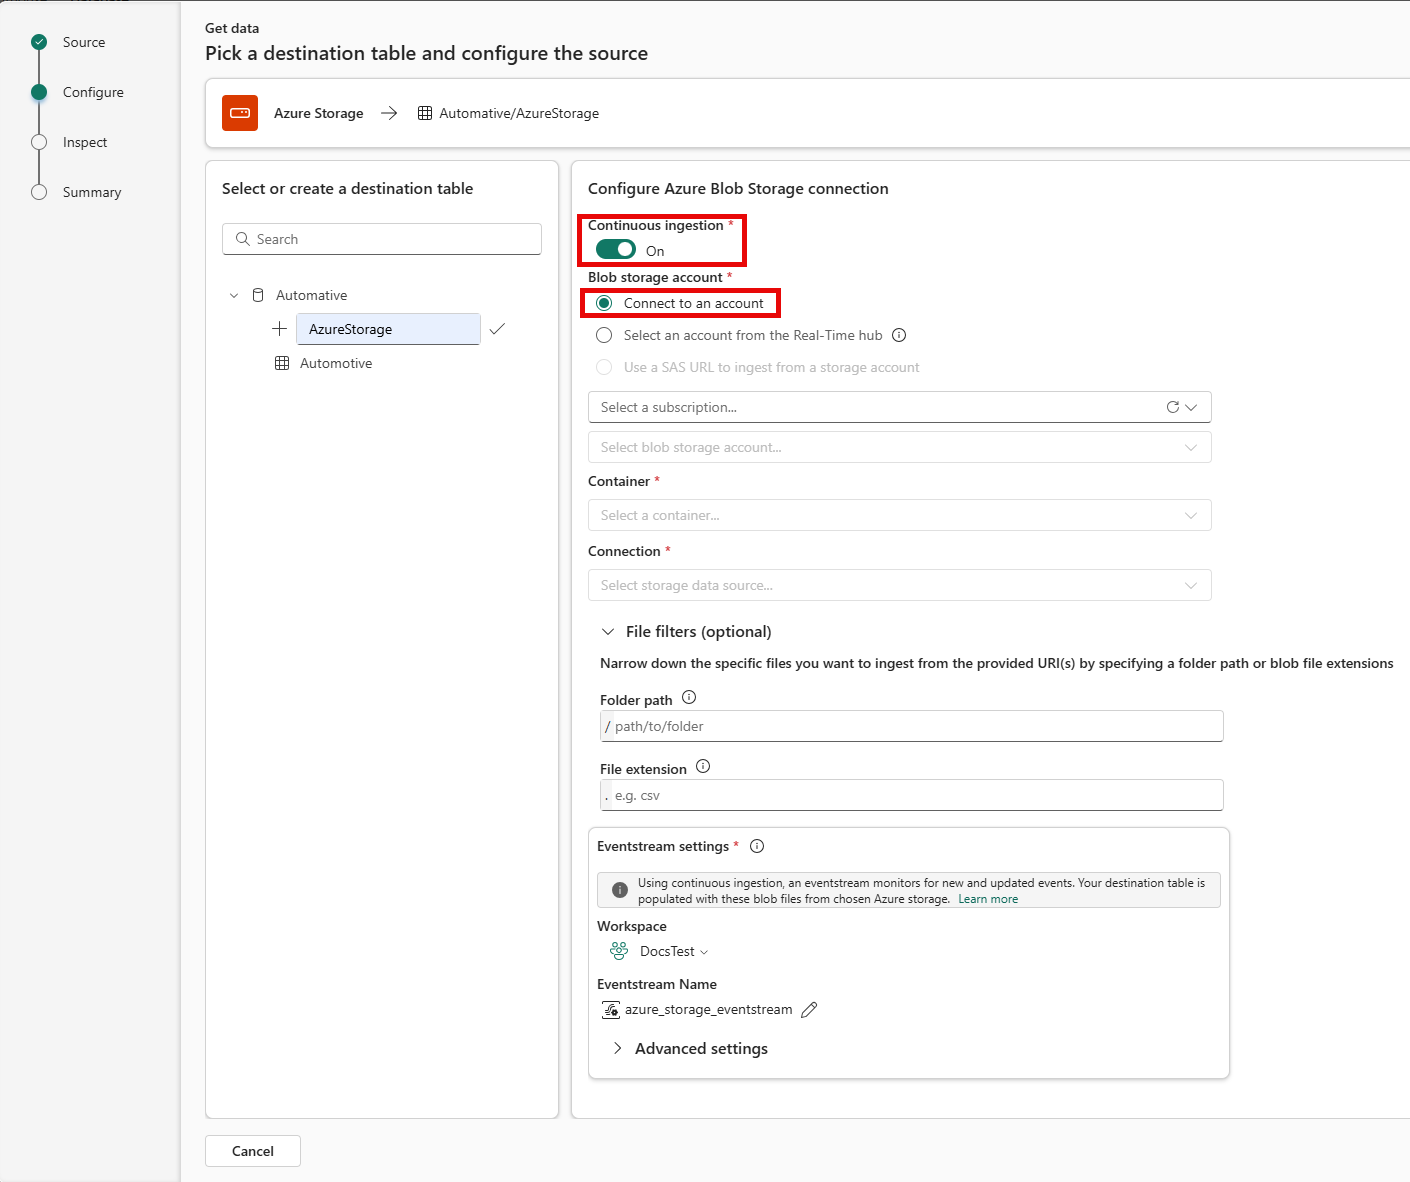 Source
Configure
Inspect
Summary
Get data
Pick a destination table and configure the source
Azure Storage
Automative/AzureStorage
Select or create a destination table
Search
Automative
AzureStorage
Automotive
Configure Azure Blob Storage connection
Continuous ingestion *
On
Blob storage account *
Connect to an account
Select an account from the Real-Time hub
Use a SAS URL to ingest from a storage account
Select a subscription...
Select blob storage account...
Container *
Select a container...
Connection *
Select storage data source...
File filters (optional)
Narrow down the specific files you want to ingest from the provided URI(s) by specifying a folder path or blob file extensions
Folder path
/ path/to/folder
File extension
. e.g. csv
Eventstream settings *
Using continuous ingestion, an eventstream monitors for new and updated events. Your destination table is
populated with these blob files from chosen Azure storage. Learn more
Workspace
DocsTest
Eventstream Name
azure_storage_eventstream
Advanced settings
Cancel